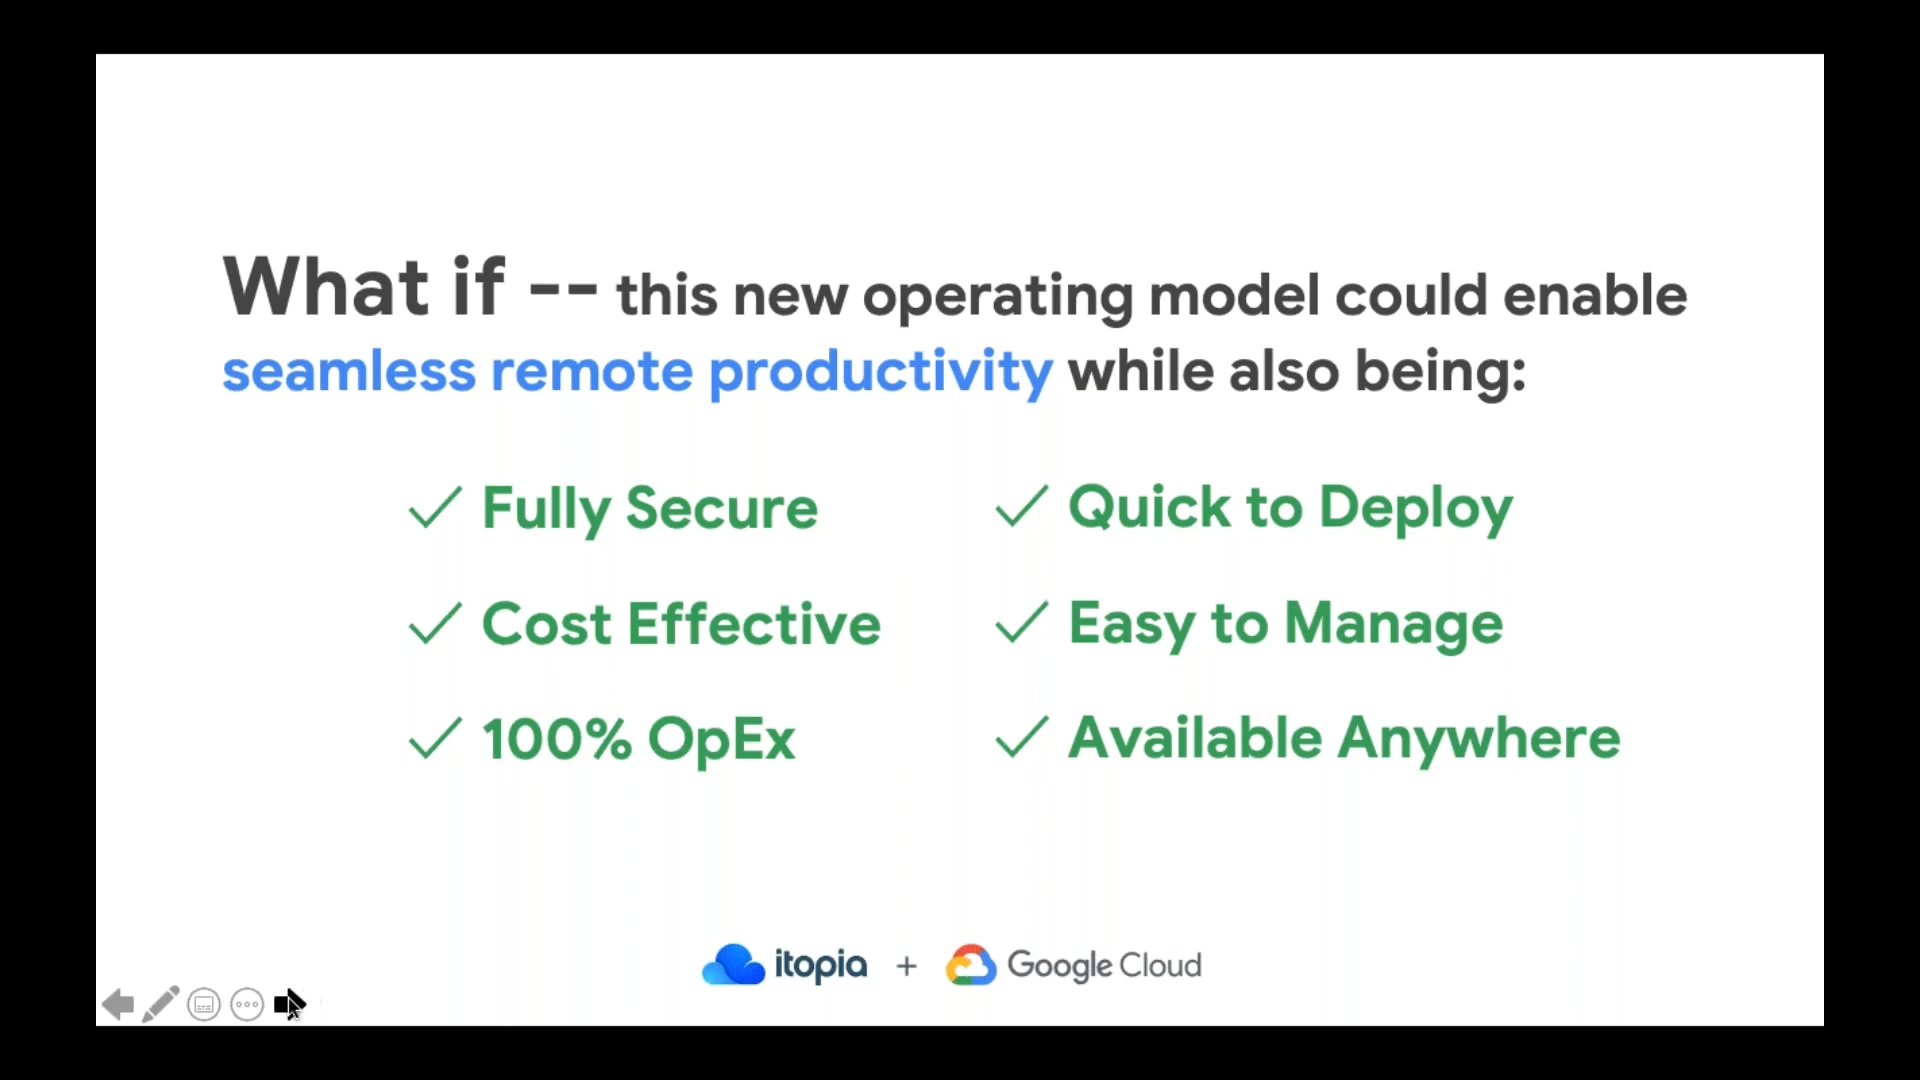 What if -- this new operating model could enable
seamless remote productivity while also being:
Fully Secure
Quick to Deploy
Cost Effective
Easy to Manage
100% OpEx
Available Anywhere
itopia + Google Cloud